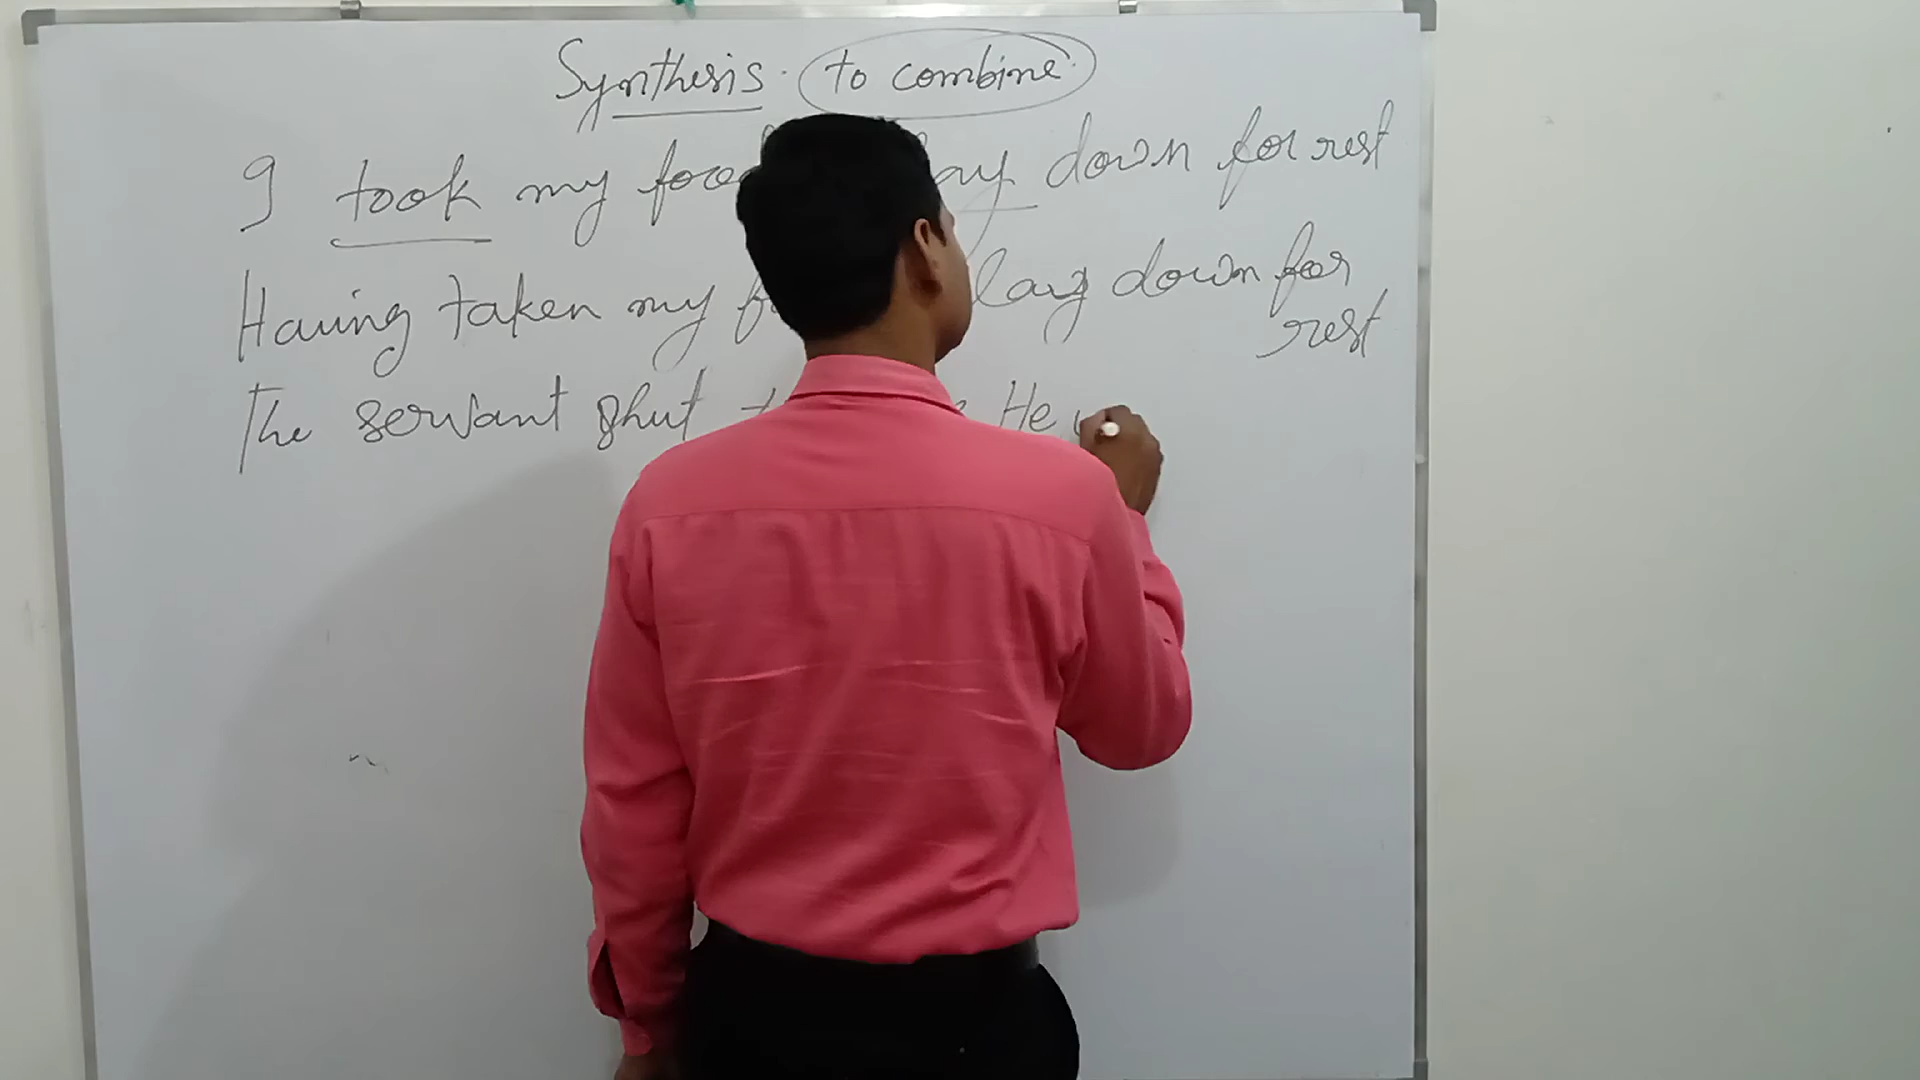 Synthesis. to combine.
I took my lay down for rest
Having taken my lay down for
rest
The servant shut He